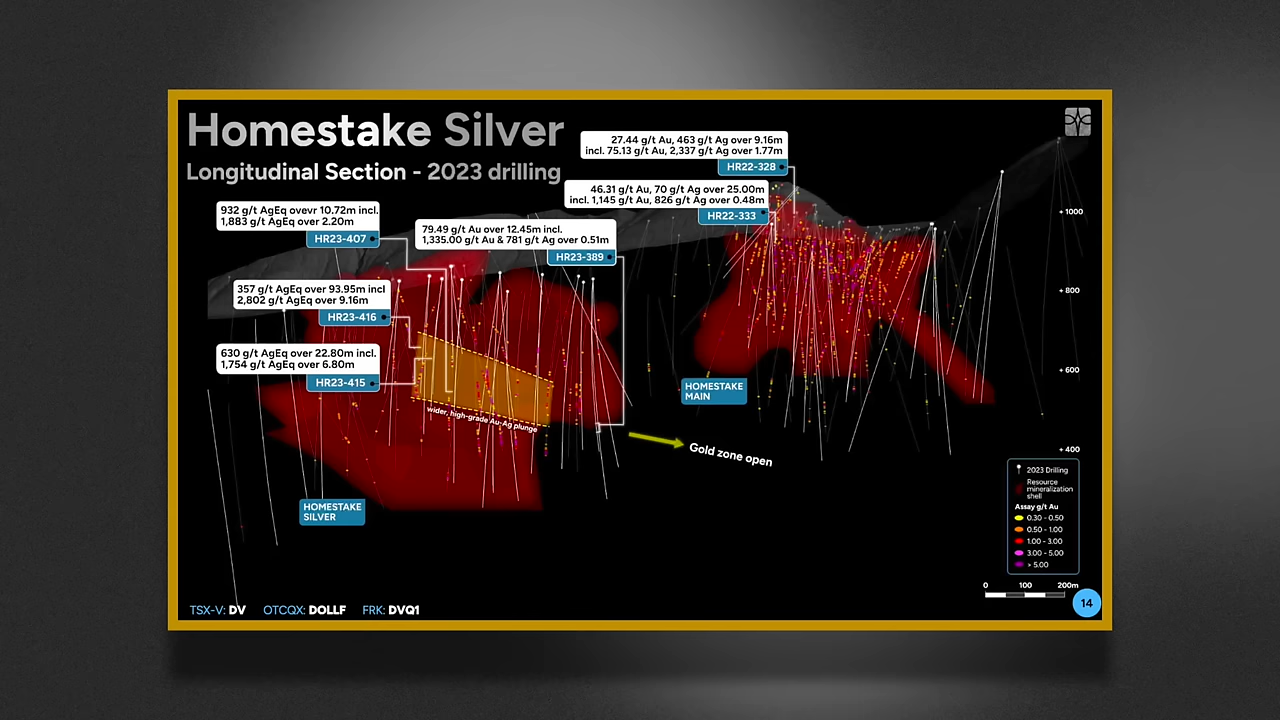 Homestake Silver
Longitudinal Section - 2023 drilling
27.44 g/t Au, 463 g/t Ag over 9.16m
incl. 75.13 g/t Au, 2,337 g/t Ag over 1.77m
HR22-328
46.31 g/t Au, 70 g/t Ag over 25.00m
incl. 1,145 g/t Au, 826 g/t Ag over 0.48m
HR22-333
932 g/t AgEq ovevr 10.72m incl.
1,883 g/t AgEq over 2.20m
HR23-407
79.49 g/t Au over 12.45m incl.
1,335.00 g/t Au & 781 g/t Ag over 0.51m
HR23-389
357 g/t AgEq over 93.95m incl
2,802 g/t AgEq over 9.16m
HR23-416
630 g/t AgEq over 22.80m incl.
1,754 g/t AgEq over 6.80m
HR23-415
wider, high-grade Au-Ag plunge
HOMESTAKE
MAIN
Gold zone open
HOMESTAKE
SILVER
+ 1000
+ 800
+ 600
+ 400
2023 Drilling
Resource
mineralization
shell
Assay g/t Au
0.30 - 0.50
0.50 - 1.00
1.00 - 3.00
3.00 - 5.00
> 5.00
0 100 200m
TSX-V: DV OTCQX: DOLLF FRK: DVQ1
14